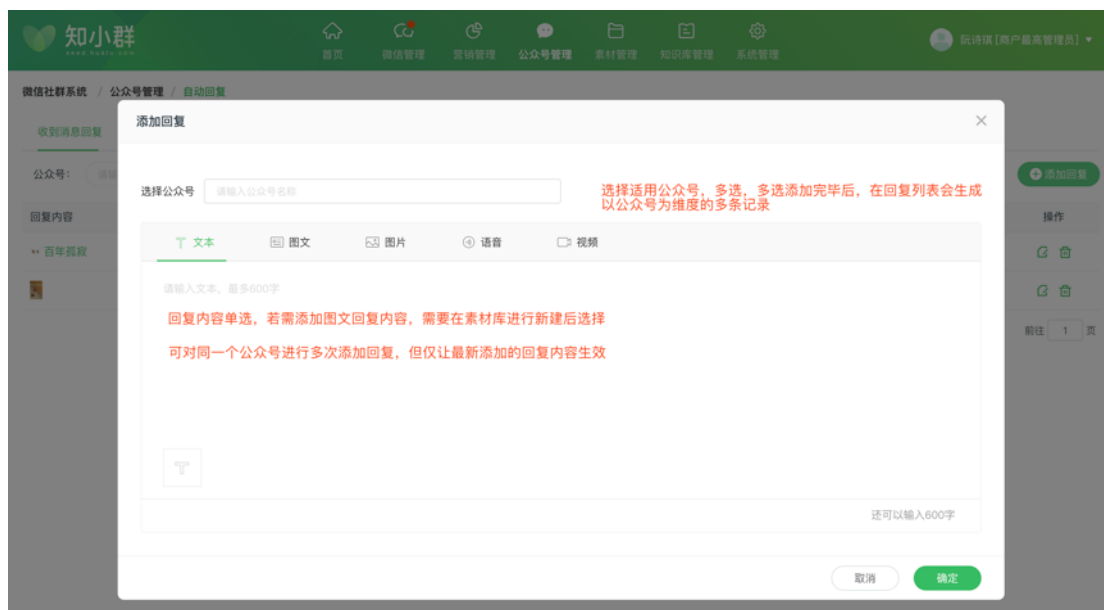 知小群
首页
微信管理
营销管理
公众号管理
素材管理
知识库管理
系统管理
阮诗琪 [商户最高管理员]
微信社群系统 / 公众号管理 / 自动回复
添加回复
收到消息回复
公众号:
添加回复
选择公众号
请输入公众号名称
选择适用公众号，多选，多选添加完毕后，在回复列表会生成
以公众号为维度的多条记录
回复内容
操作
文本
图文
图片
语音
视频
百年孤寂
请输入文本、最多600字
回复内容单选，若需添加图文回复内容，需要在素材库进行新建后选择
前往 1 页
可对同一个公众号进行多次添加回复，但仅让最新添加的回复内容生效
还可以输入600字
取消
确定